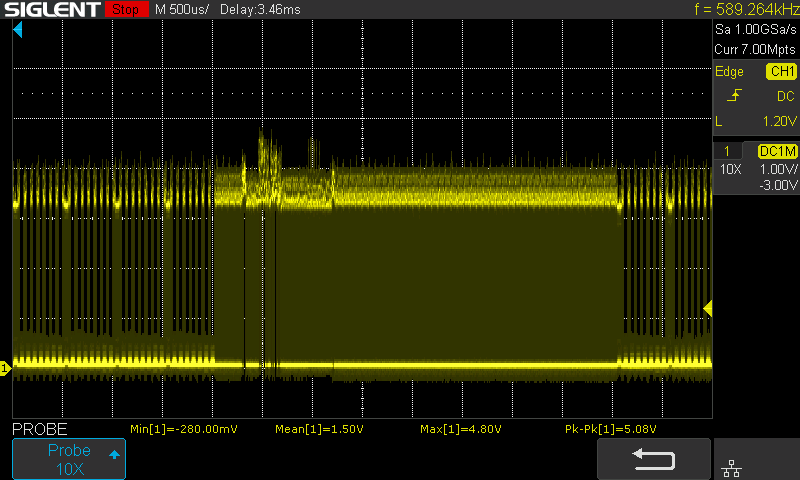 SIGLENT Stop M 500us/ Delay:3.46ms f = 589.264kHz
Sa 1.00GSa/s
Curr 7.00Mpts
Edge CH1
DC
L 1.20V
1 DC1M
10X 1.00V/
-3.00V
1
PROBE Min[1]=-280.00mV Mean[1]=1.50V Max[1]=4.80V Pk-Pk[1]=5.08V
Probe
10X